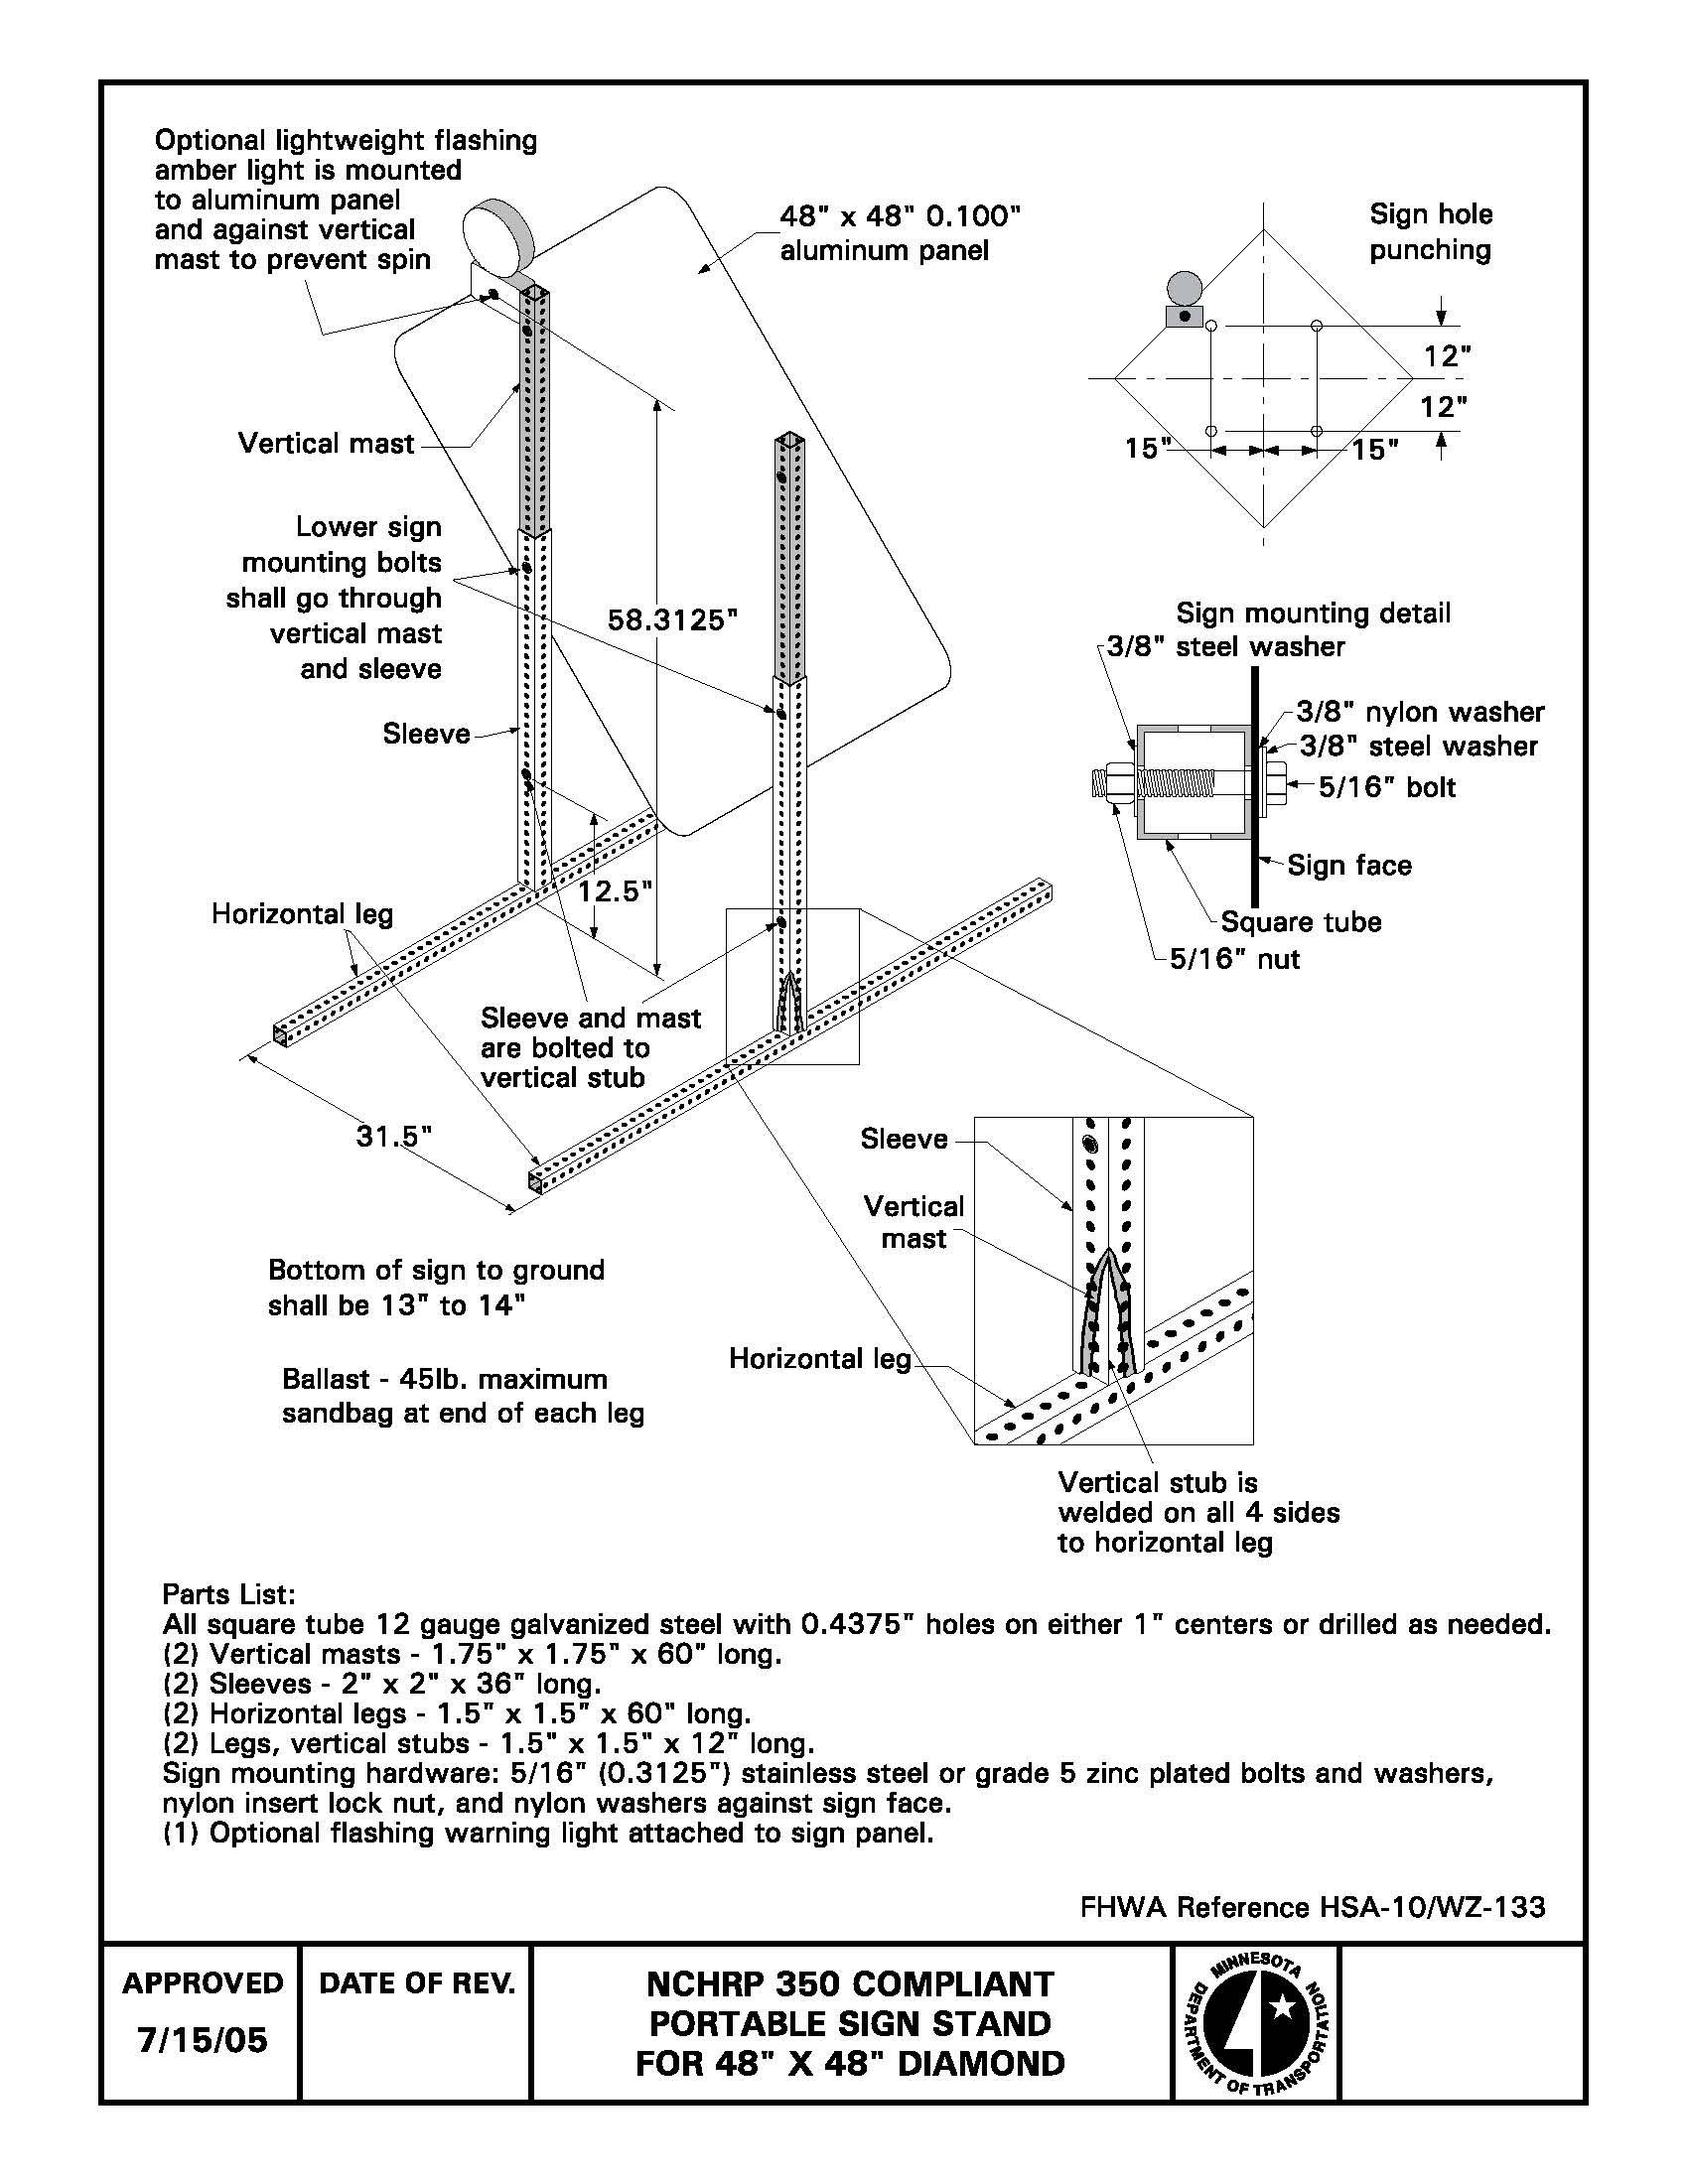 Optional lightweight flashing
amber light is mounted
to aluminum panel
and against vertical
mast to prevent spin
48" x 48" 0.100"
aluminum panel
Sign hole
punching
12"
12"
15"
15"
Vertical mast
Lower sign
mounting bolts
shall go through
vertical mast
and sleeve
58.3125"
Sign mounting detail
3/8" steel washer
3/8" nylon washer
3/8" steel washer
5/16" bolt
Sign face
Square tube
5/16" nut
Sleeve
12.5"
Horizontal leg
Sleeve and mast
are bolted to
vertical stub
31.5"
Sleeve
Vertical
mast
Horizontal leg
Bottom of sign to ground
shall be 13" to 14"
Ballast - 45lb. maximum
sandbag at end of each leg
Vertical stub is
welded on all 4 sides
to horizontal leg
Parts List:
All square tube 12 gauge galvanized steel with 0.4375" holes on either 1" centers or drilled as needed.
(2) Vertical masts - 1.75" x 1.75" x 60" long.
(2) Sleeves - 2" x 2" x 36" long.
(2) Horizontal legs - 1.5" x 1.5" x 60" long.
(2) Legs, vertical stubs - 1.5" x 1.5" x 12" long.
Sign mounting hardware: 5/16" (0.3125") stainless steel or grade 5 zinc plated bolts and washers,
nylon insert lock nut, and nylon washers against sign face.
(1) Optional flashing warning light attached to sign panel.
FHWA Reference HSA-10/WZ-133
APPROVED
7/15/05
DATE OF REV.
NCHRP 350 COMPLIANT
PORTABLE SIGN STAND
FOR 48" X 48" DIAMOND
MINNESOTA
DEPARTMENT OF TRANSPORTATION